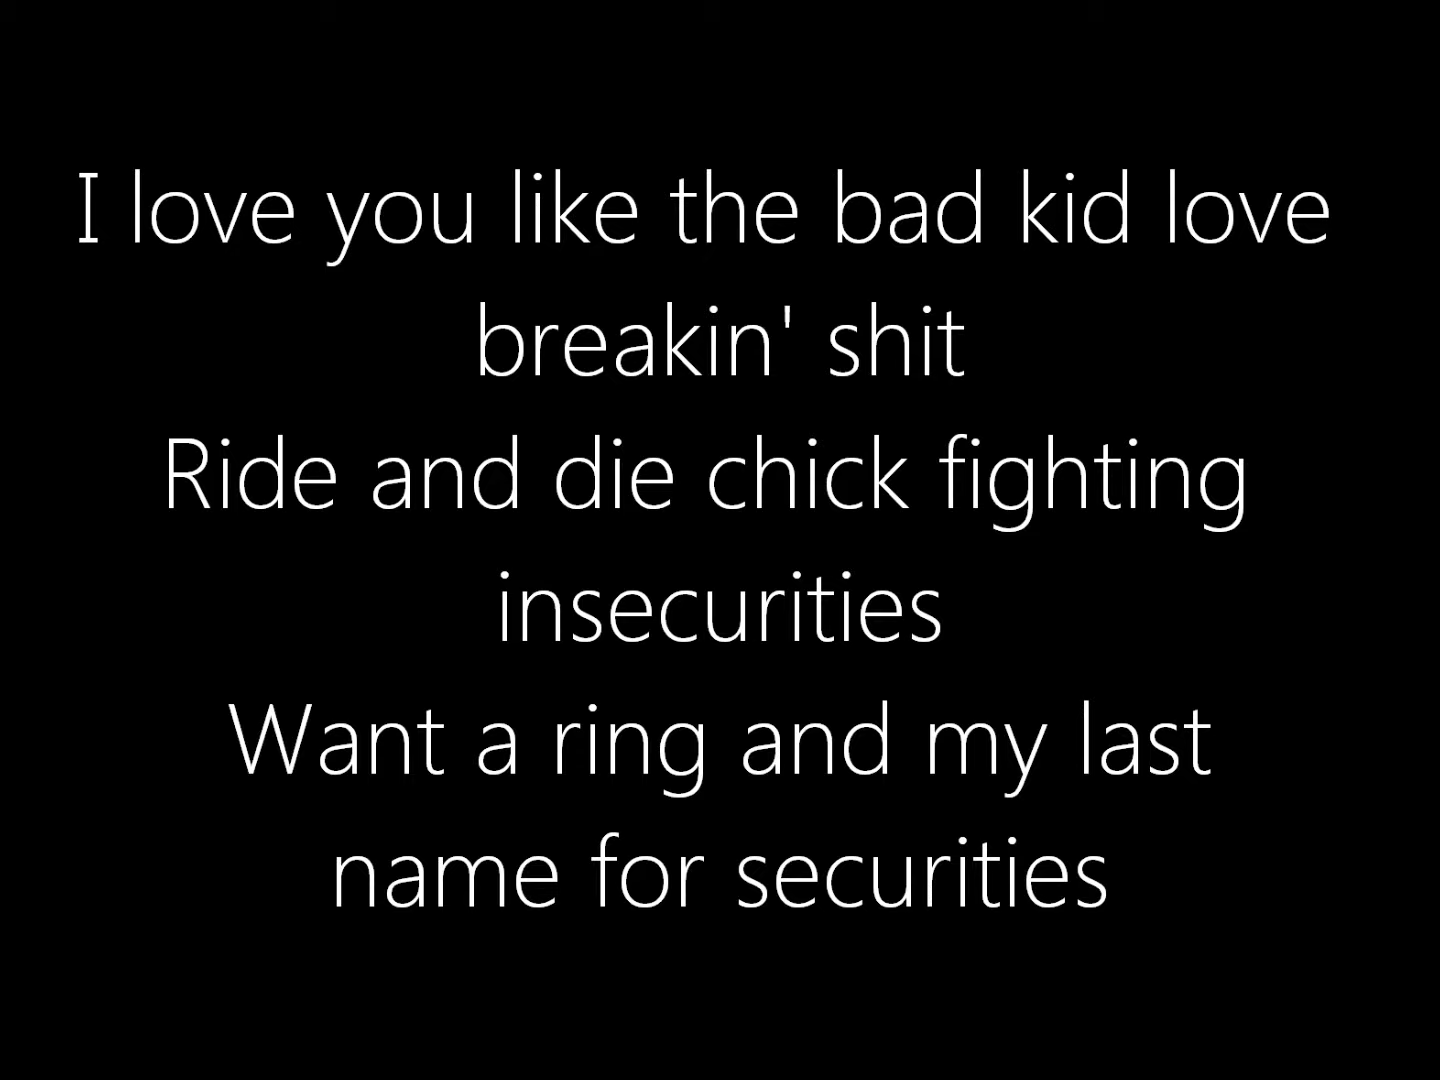 I love you like the bad kid love
breakin' shit
Ride and die chick fighting
insecurities
Want a ring and my last
name for securities